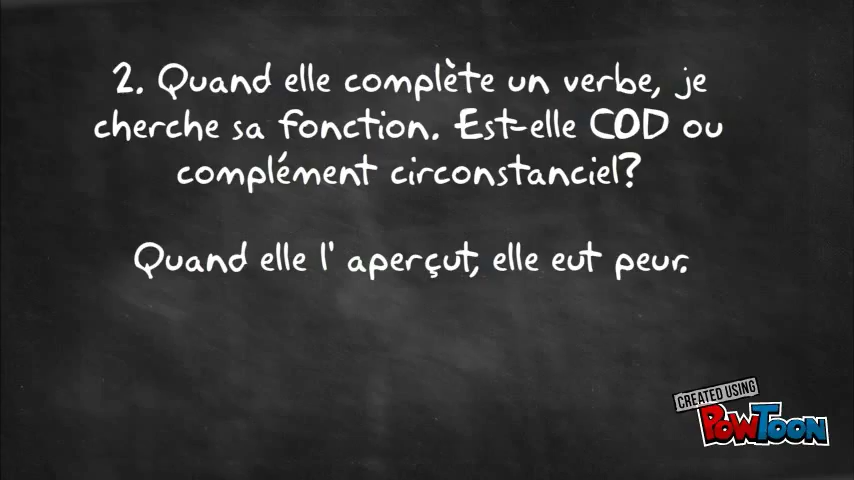 2. Quand elle complète un verbe, je
cherche sa fonction. Est-elle COD ou
complément circonstanciel?
Quand elle l' aperçut, elle eut peur.
CREATED USING
POWTOON